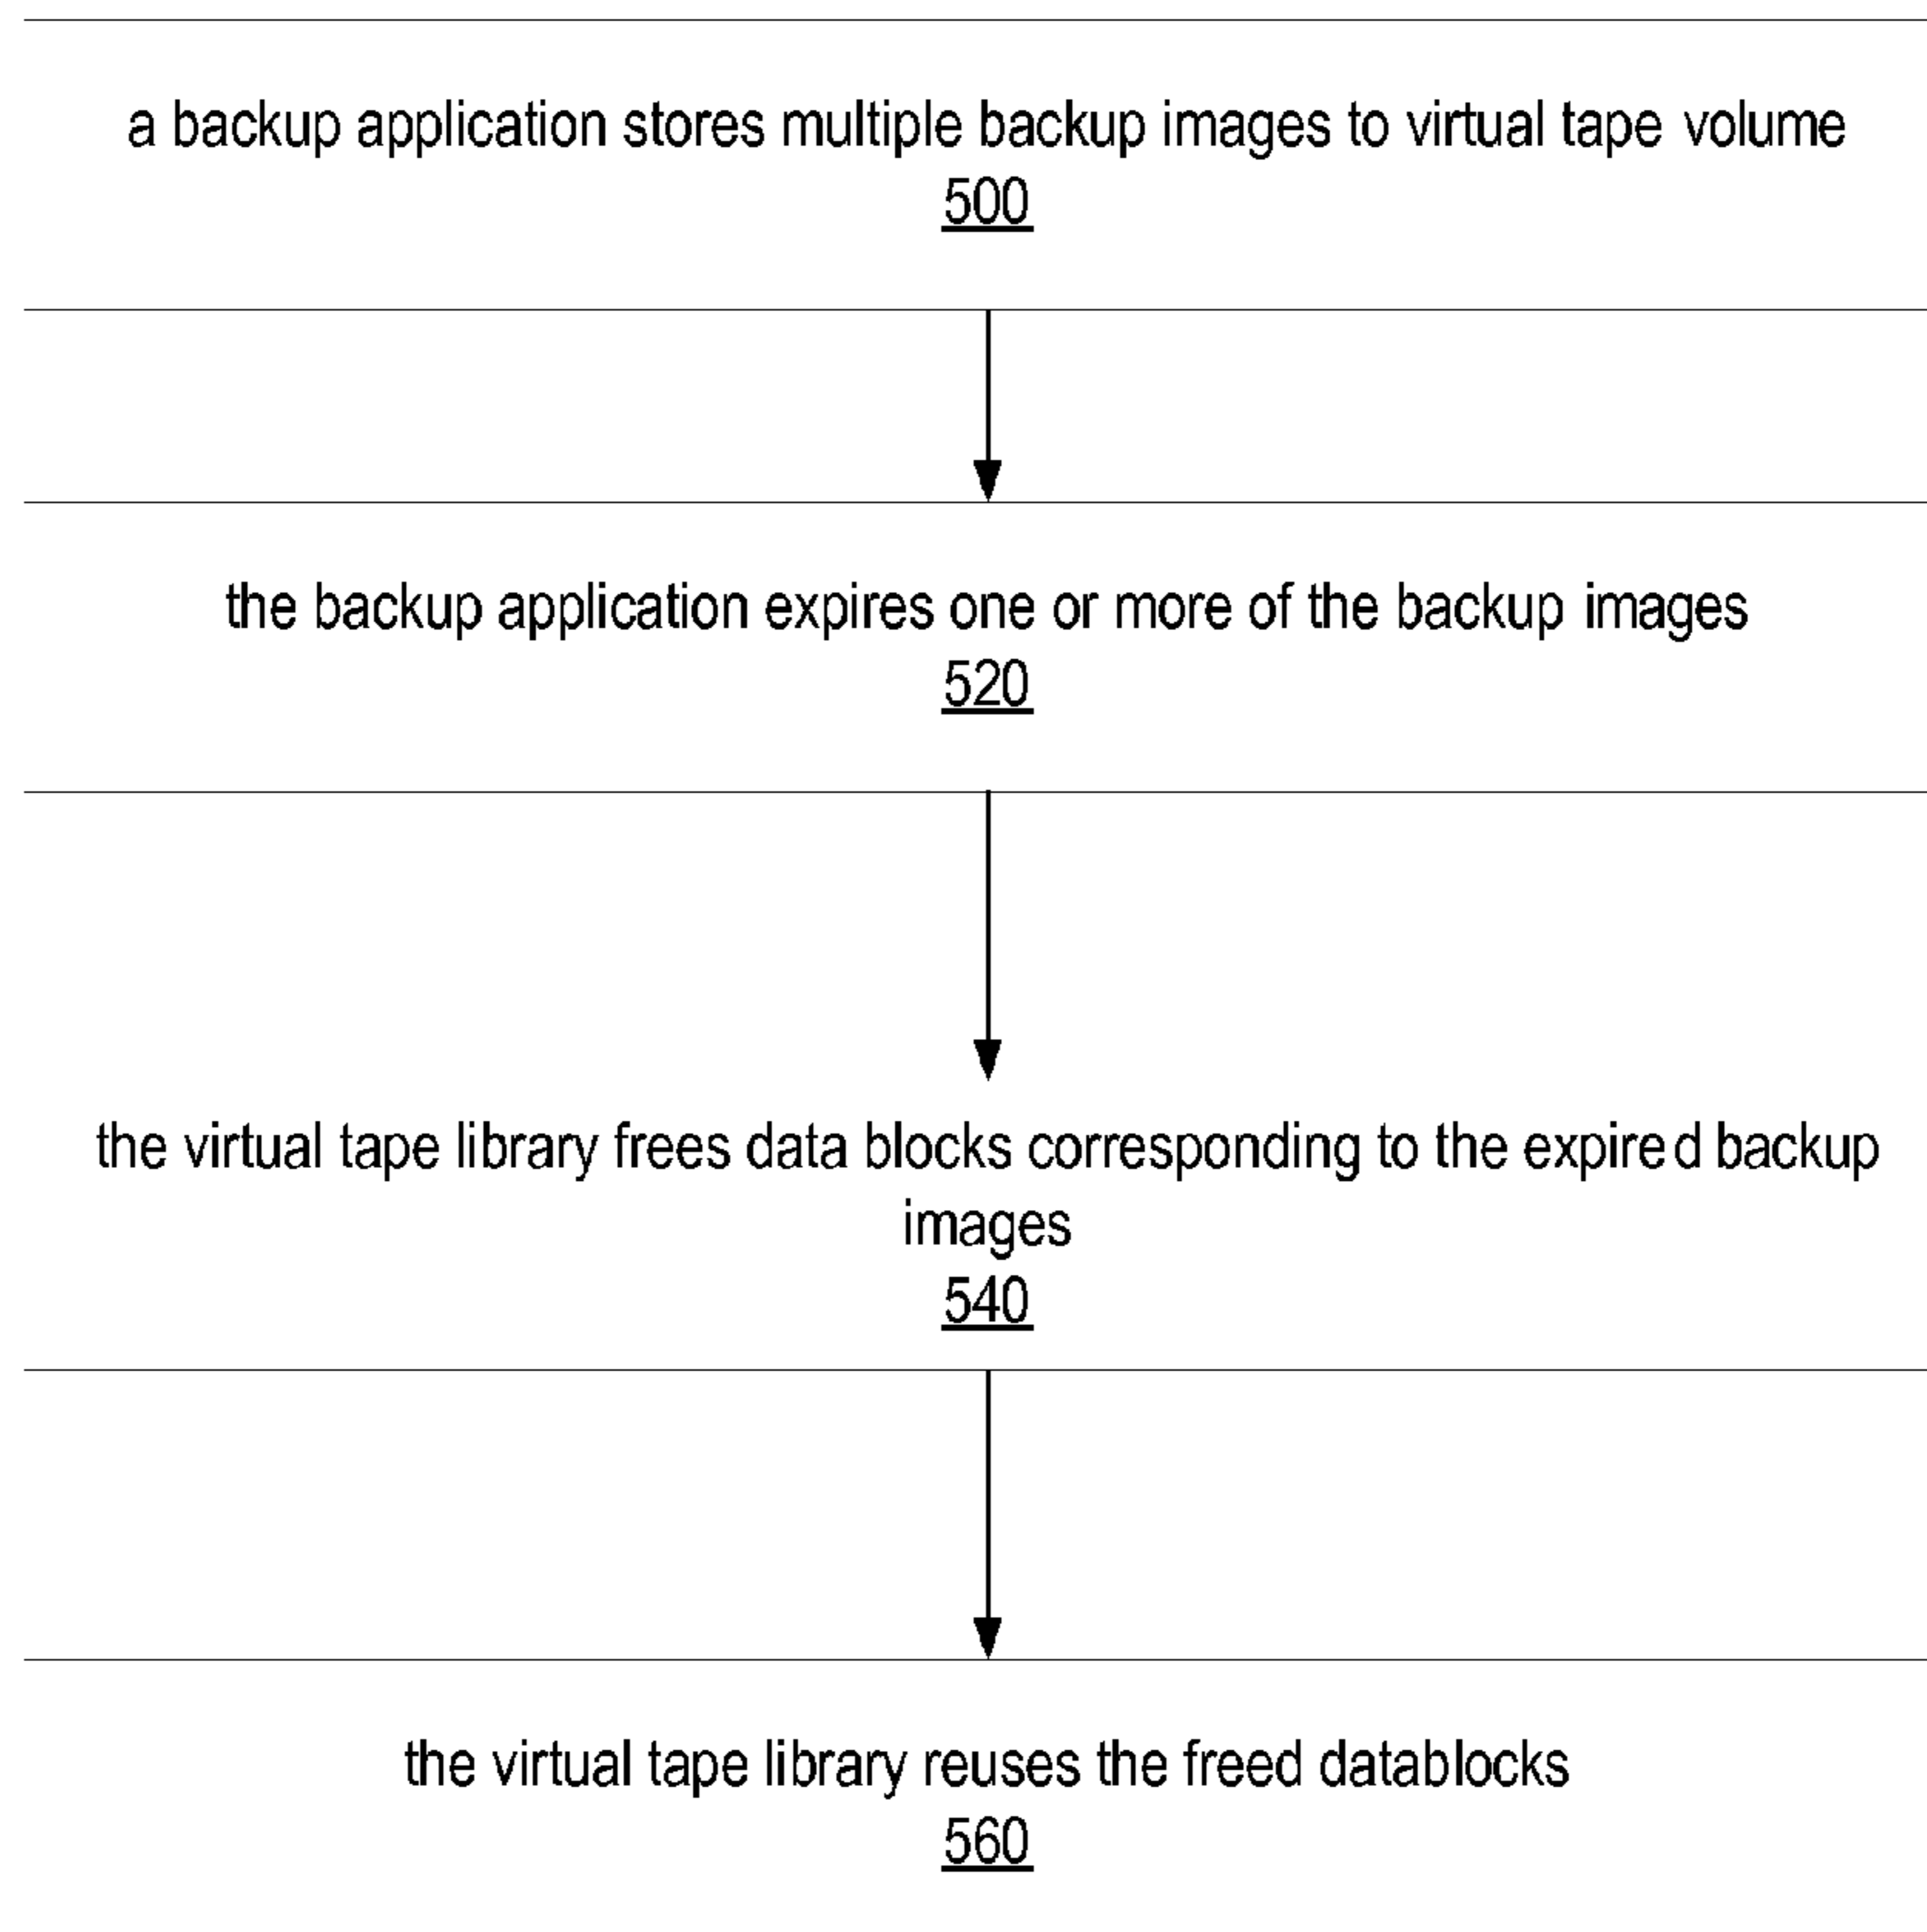 a backup application stores multiple backup images to virtual tape volume
500
the backup application expires one or more of the backup images
520
the virtual tape library frees data blocks corresponding to the expired backup
images
540
the virtual tape library reuses the freed datablocks
560